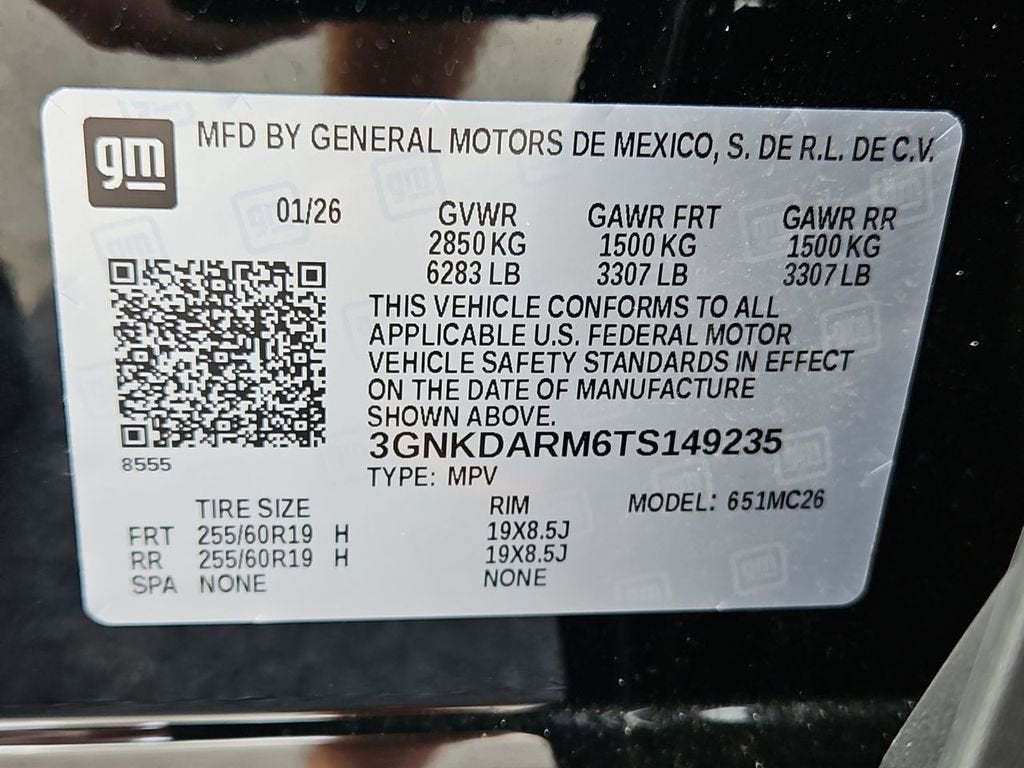 gm MFD BY GENERAL MOTORS DE MEXICO, S. DE R.L. DE C.V.
01/26 GVWR GAWR FRT GAWR RR
2850 KG 1500 KG 1500 KG
6283 LB 3307 LB 3307 LB
THIS VEHICLE CONFORMS TO ALL
APPLICABLE U.S. FEDERAL MOTOR
VEHICLE SAFETY STANDARDS IN EFFECT
ON THE DATE OF MANUFACTURE
SHOWN ABOVE.
3GNKDARM6TS149235
8555
TYPE: MPV
TIRE SIZE RIM MODEL: 651MC26
FRT 255/60R19 H 19X8.5J
RR 255/60R19 H 19X8.5J
SPA NONE NONE